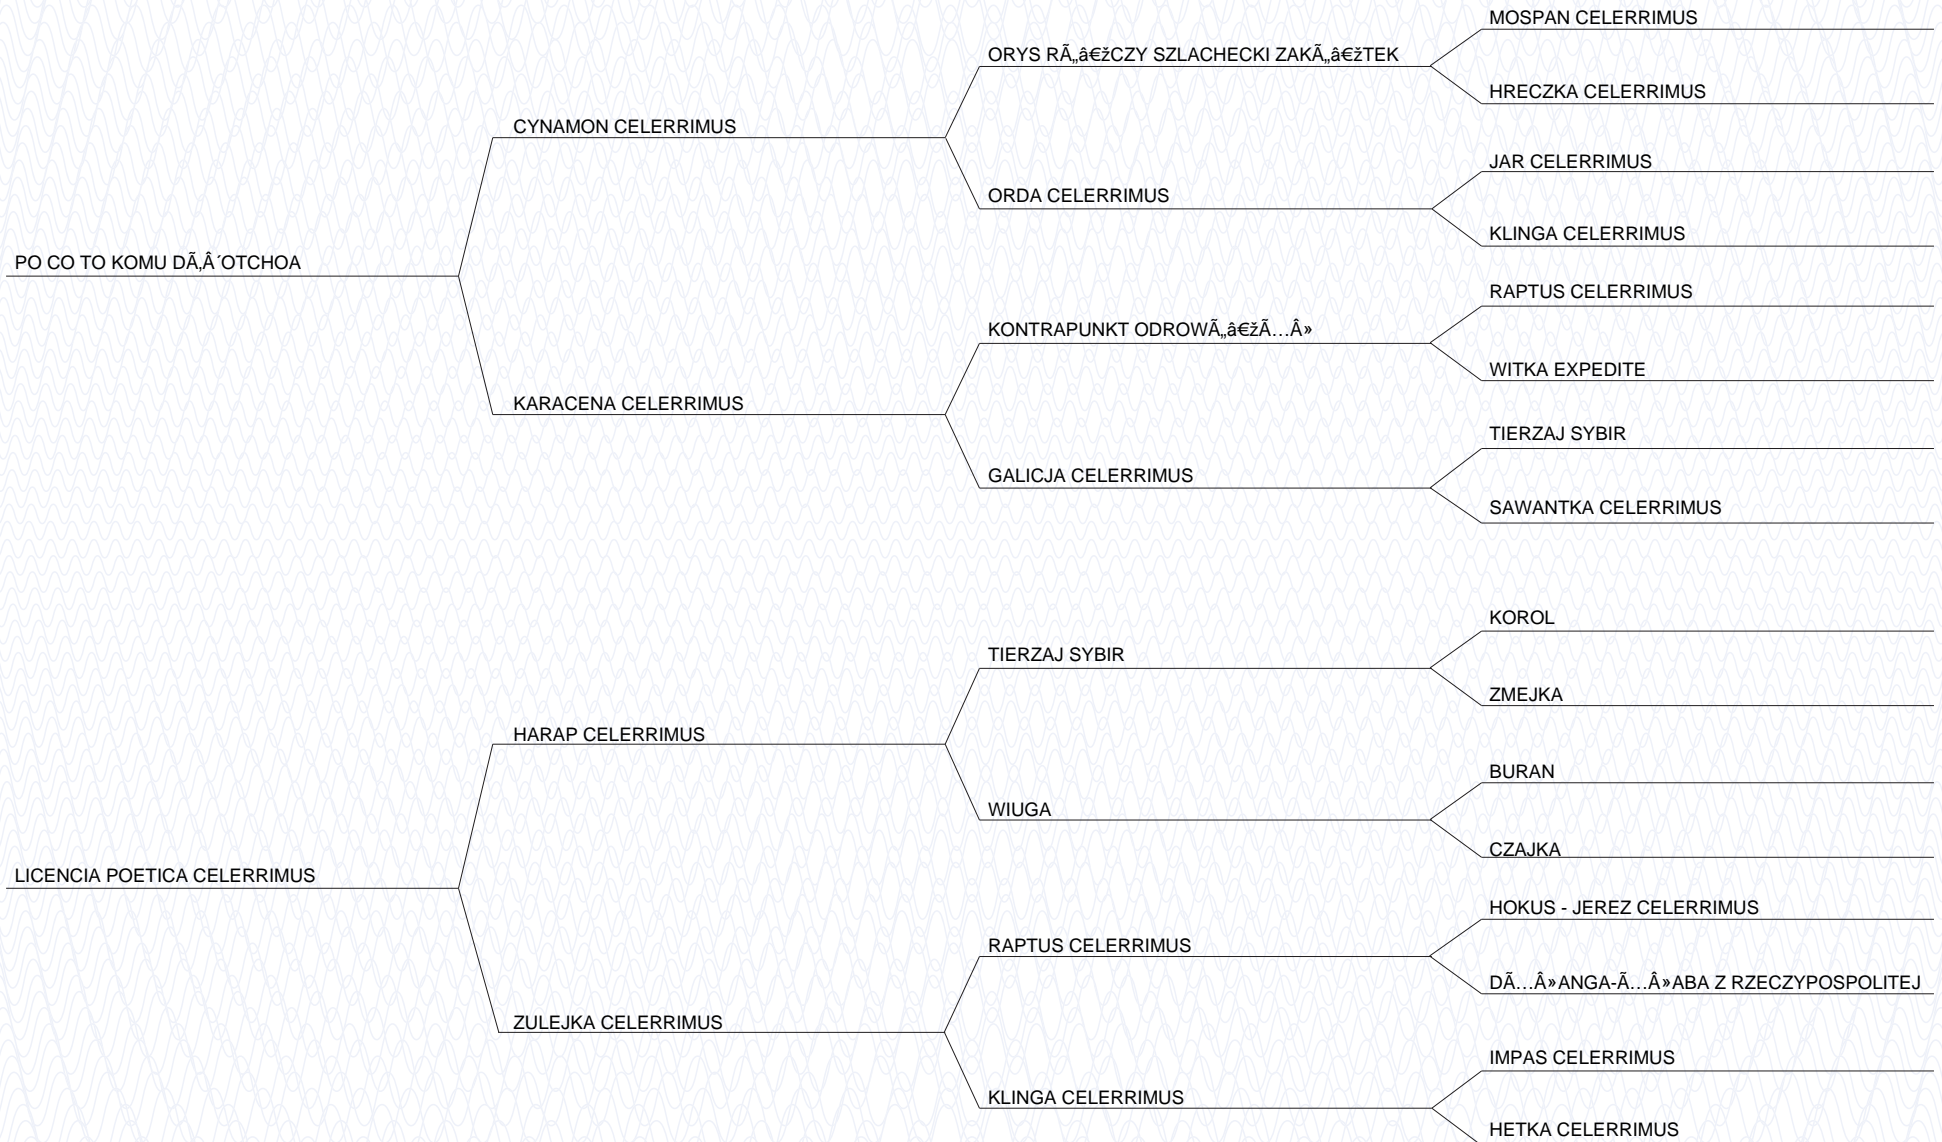 MOSPAN CELERRIMUS
ORYS RÃ„â€žCZY SZLACHECKI ZAKÃ„â€žTEK
HRECZKA CELERRIMUS
CYNAMON CELERRIMUS
JAR CELERRIMUS
ORDA CELERRIMUS
KLINGA CELERRIMUS
PO CO TO KOMU DÃ‚Â´OTCHOA
RAPTUS CELERRIMUS
KONTRAPUNKT ODROWÃ„â€žÃ…Â»
WITKA EXPEDITE
KARACENA CELERRIMUS
TIERZAJ SYBIR
GALICJA CELERRIMUS
SAWANTKA CELERRIMUS
KOROL
TIERZAJ SYBIR
ZMEJKA
HARAP CELERRIMUS
BURAN
WIUGA
CZAJKA
LICENCIA POETICA CELERRIMUS
HOKUS - JEREZ CELERRIMUS
RAPTUS CELERRIMUS
DÃ…Â»ANGA-Ã…Â»ABA Z RZECZYPOSPOLITEJ
ZULEJKA CELERRIMUS
IMPAS CELERRIMUS
KLINGA CELERRIMUS
HETKA CELERRIMUS